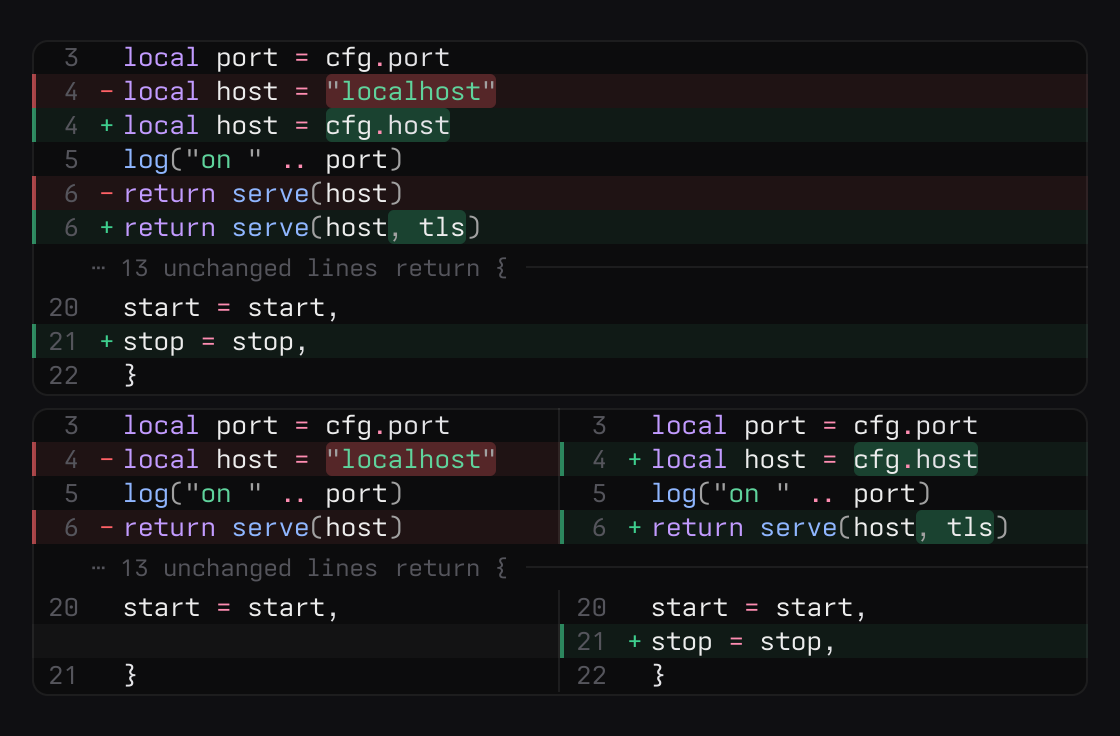 3 local port = cfg.port
4 - local host = "localhost"
4 + local host = cfg.host
5 log("on " .. port)
6 - return serve(host)
6 + return serve(host, tls)
⋯ 13 unchanged lines return {
20 start = start,
21 + stop = stop,
22 }
3 local port = cfg.port 3 local port = cfg.port
4 - local host = "localhost" 4 + local host = cfg.host
5 log("on " .. port) 5 log("on " .. port)
6 - return serve(host) 6 + return serve(host, tls)
⋯ 13 unchanged lines return {
20 start = start, 20 start = start,
21 + stop = stop,
21 } 22 }